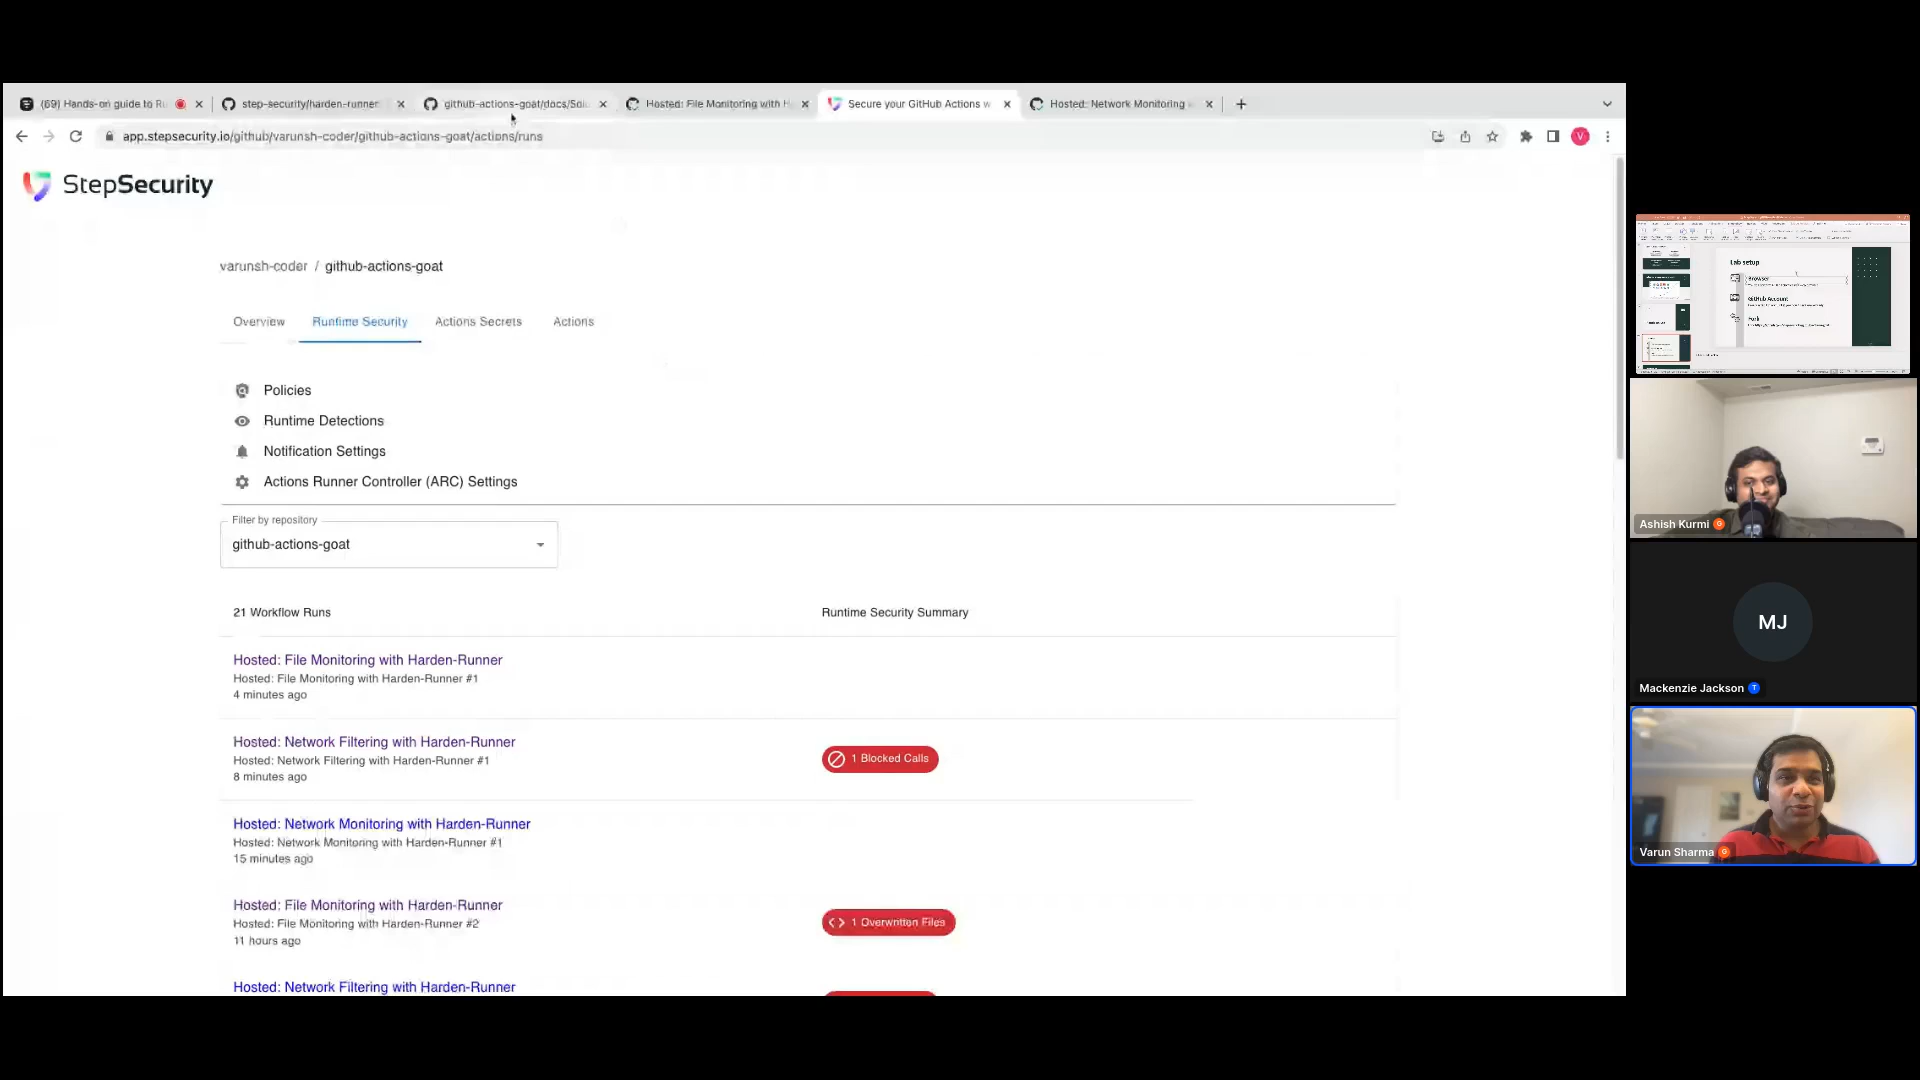 (69) Hands-on guide to Ru
step-security/harden-runner
github-actions-goat/docs/Solu
Hosted: File Monitoring with H
Secure your GitHub Actions w
Hosted: Network Monitoring
app.stepsecurity.io/github/varunsh-coder/github-actions-goat/actions/runs
V
StepSecurity
varunsh-coder / github-actions-goat
Overview
Runtime Security
Actions Secrets
Actions
Policies
Runtime Detections
Notification Settings
Actions Runner Controller (ARC) Settings
Filter by repository
github-actions-goat
21 Workflow Runs
Runtime Security Summary
Hosted: File Monitoring with Harden-Runner
Hosted: File Monitoring with Harden-Runner #1
4 minutes ago
Hosted: Network Filtering with Harden-Runner
Hosted: Network Filtering with Harden-Runner #1
8 minutes ago
1 Blocked Calls
Hosted: Network Monitoring with Harden-Runner
Hosted: Network Monitoring with Harden-Runner #1
15 minutes ago
Hosted: File Monitoring with Harden-Runner
Hosted: File Monitoring with Harden-Runner #2
11 hours ago
1 Overwritten Files
Hosted: Network Filtering with Harden-Runner
Lab setup
Browser
GitHub Account
Fork
Ashish Kurmi G
MJ
Mackenzie Jackson T
Varun Sharma G